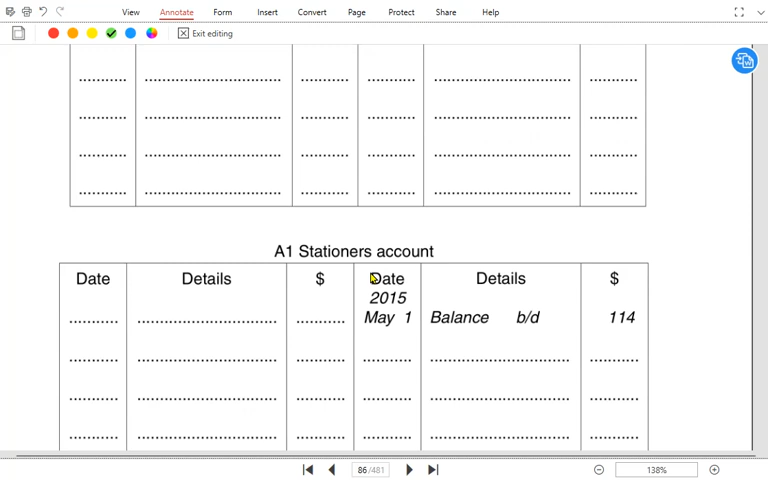 View Annotate Form Insert Convert Page Protect Share Help
Exit editing
A1 Stationers account
Date Details $ Date Details $
2015
May 1 Balance b/d 114
86/481 138%